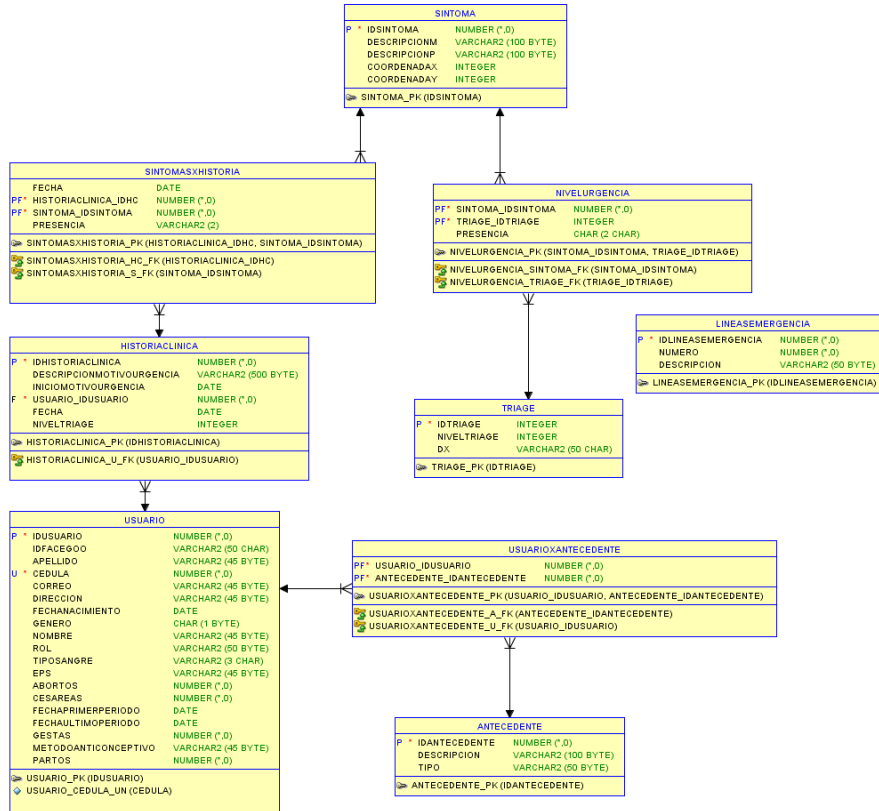 SINTOMA
P * IDSINTOMA NUMBER (*,0)
DESCRIPCIONM VARCHAR2 (100 BYTE)
DESCRIPCIONP VARCHAR2 (100 BYTE)
COORDENADAX INTEGER
COORDENADAY INTEGER
SINTOMA_PK (IDSINTOMA)
SINTOMASXHISTORIA
FECHA DATE
PF* HISTORIACLINICA_IDHC NUMBER (*,0)
PF* SINTOMA_IDSINTOMA NUMBER (*,0)
PRESENCIA VARCHAR2 (2)
SINTOMASXHISTORIA_PK (HISTORIACLINICA_IDHC, SINTOMA_IDSINTOMA)
SINTOMASXHISTORIA_HC_FK (HISTORIACLINICA_IDHC)
SINTOMASXHISTORIA_S_FK (SINTOMA_IDSINTOMA)
NIVELURGENCIA
PF* SINTOMA_IDSINTOMA NUMBER (*,0)
PF* TRIAGE_IDTRIAGE INTEGER
PRESENCIA CHAR (2 CHAR)
NIVELURGENCIA_PK (SINTOMA_IDSINTOMA, TRIAGE_IDTRIAGE)
NIVELURGENCIA_SINTOMA_FK (SINTOMA_IDSINTOMA)
NIVELURGENCIA_TRIAGE_FK (TRIAGE_IDTRIAGE)
LINEASEMERGENCIA
P * IDLINEASEMERGENCIA NUMBER (*,0)
NUMERO NUMBER (*,0)
DESCRIPCION VARCHAR2 (50 BYTE)
LINEASEMERGENCIA_PK (IDLINEASEMERGENCIA)
HISTORIACLINICA
P * IDHISTORIACLINICA NUMBER (*,0)
DESCRIPCIONMOTIVOURGENCIA VARCHAR2 (500 BYTE)
INICIOMOTIVOURGENCIA DATE
F * USUARIO_IDUSUARIO NUMBER (*,0)
FECHA DATE
NIVELTRIAGE INTEGER
HISTORIACLINICA_PK (IDHISTORIACLINICA)
HISTORIACLINICA_U_FK (USUARIO_IDUSUARIO)
TRIAGE
P * IDTRIAGE INTEGER
NIVELTRIAGE INTEGER
DX VARCHAR2 (50 CHAR)
TRIAGE_PK (IDTRIAGE)
USUARIO
P * IDUSUARIO NUMBER (*,0)
IDFACEGOO VARCHAR2 (50 CHAR)
APELLIDO VARCHAR2 (45 BYTE)
U * CEDULA NUMBER (*,0)
CORREO VARCHAR2 (45 BYTE)
DIRECCION VARCHAR2 (45 BYTE)
FECHANACIMIENTO DATE
GENERO CHAR (1 BYTE)
NOMBRE VARCHAR2 (45 BYTE)
ROL VARCHAR2 (50 BYTE)
TIPOSANGRE VARCHAR2 (3 CHAR)
EPS VARCHAR2 (45 BYTE)
ABORTOS NUMBER (*,0)
CESAREAS NUMBER (*,0)
FECHAPRIMERPERIODO DATE
FECHAULTIMOPERIODO DATE
GESTAS NUMBER (*,0)
METODOANTICONCEPTIVO VARCHAR2 (45 BYTE)
PARTOS NUMBER (*,0)
USUARIO_PK (IDUSUARIO)
USUARIO_CEDULA_UN (CEDULA)
USUARIOXANTECEDENTE
PF* USUARIO_IDUSUARIO NUMBER (*,0)
PF* ANTECEDENTE_IDANTECEDENTE NUMBER (*,0)
USUARIOXANTECEDENTE_PK (USUARIO_IDUSUARIO, ANTECEDENTE_IDANTECEDENTE)
USUARIOXANTECEDENTE_A_FK (ANTECEDENTE_IDANTECEDENTE)
USUARIOXANTECEDENTE_U_FK (USUARIO_IDUSUARIO)
ANTECEDENTE
P * IDANTECEDENTE NUMBER (*,0)
DESCRIPCION VARCHAR2 (100 BYTE)
TIPO VARCHAR2 (50 BYTE)
ANTECEDENTE_PK (IDANTECEDENTE)